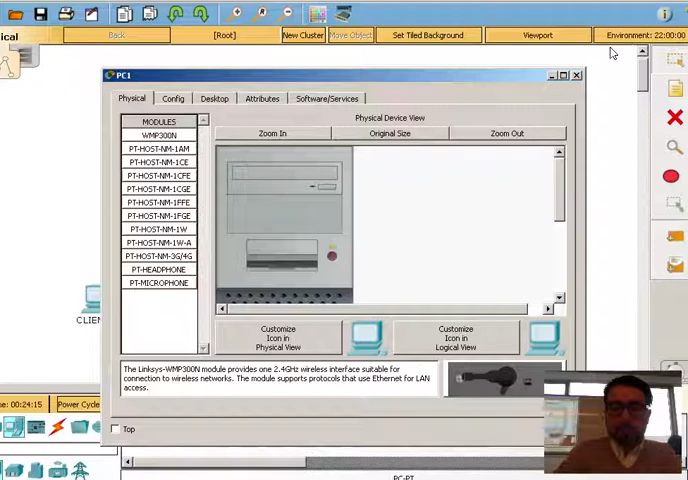 ical
Back
[Root]
New Cluster
Move Object
Set Tiled Background
Viewport
Environment: 22:00:00
PC1
Physical
Config
Desktop
Attributes
Software/Services
MODULES
WMP300N
PT-HOST-NM-1AM
PT-HOST-NM-1CE
PT-HOST-NM-1CFE
PT-HOST-NM-1CGE
PT-HOST-NM-1FFE
PT-HOST-NM-1FGE
PT-HOST-NM-1W
PT-HOST-NM-1W-A
PT-HOST-NM-3G/4G
PT-HEADPHONE
PT-MICROPHONE
Physical Device View
Zoom In
Original Size
Zoom Out
Customize
Icon in
Physical View
Customize
Icon in
Logical View
The Linksys-WMP300N module provides one 2.4GHz wireless interface suitable for
connection to wireless networks. The module supports protocols that use Ethernet for LAN
access.
Top
CLIEN
me: 00:24:15
Power Cycle
PC-PT